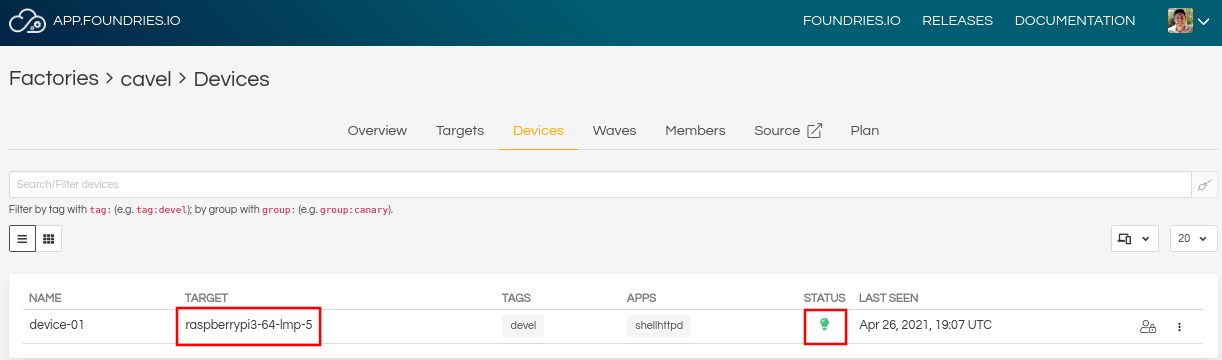 APP.FOUNDRIES.IO FOUNDRIES.IO RELEASES DOCUMENTATION
Factories > cavel > Devices
Overview Targets Devices Waves Members Source Plan
Search/Filter devices
Filter by tag with tag: (e.g. tag:devel); by group with group: (e.g. group:canary).
20
NAME TARGET TAGS APPS STATUS LAST SEEN
device-01 raspberrypi3-64-lmp-5 devel shellhttpd Apr 26, 2021, 19:07 UTC